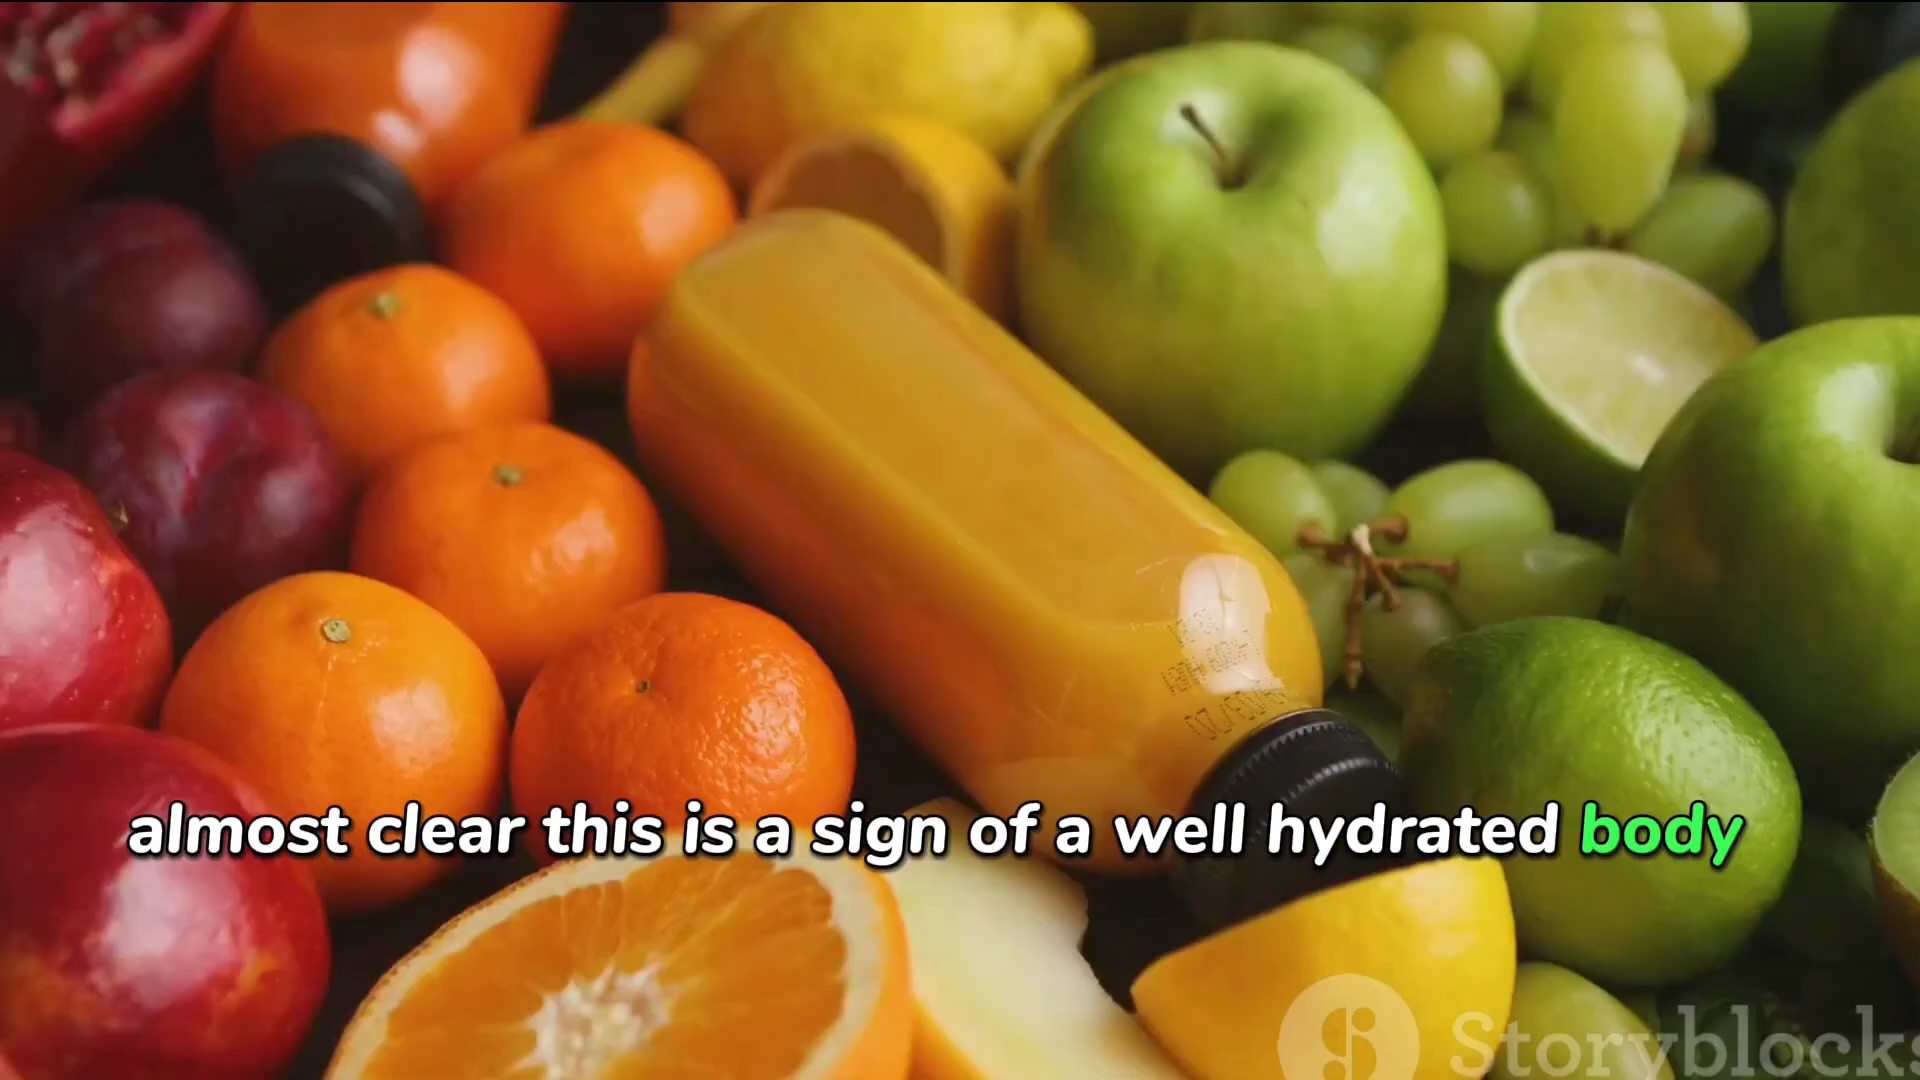 almost clear this is a sign of a well hydrated body
Storyblocks